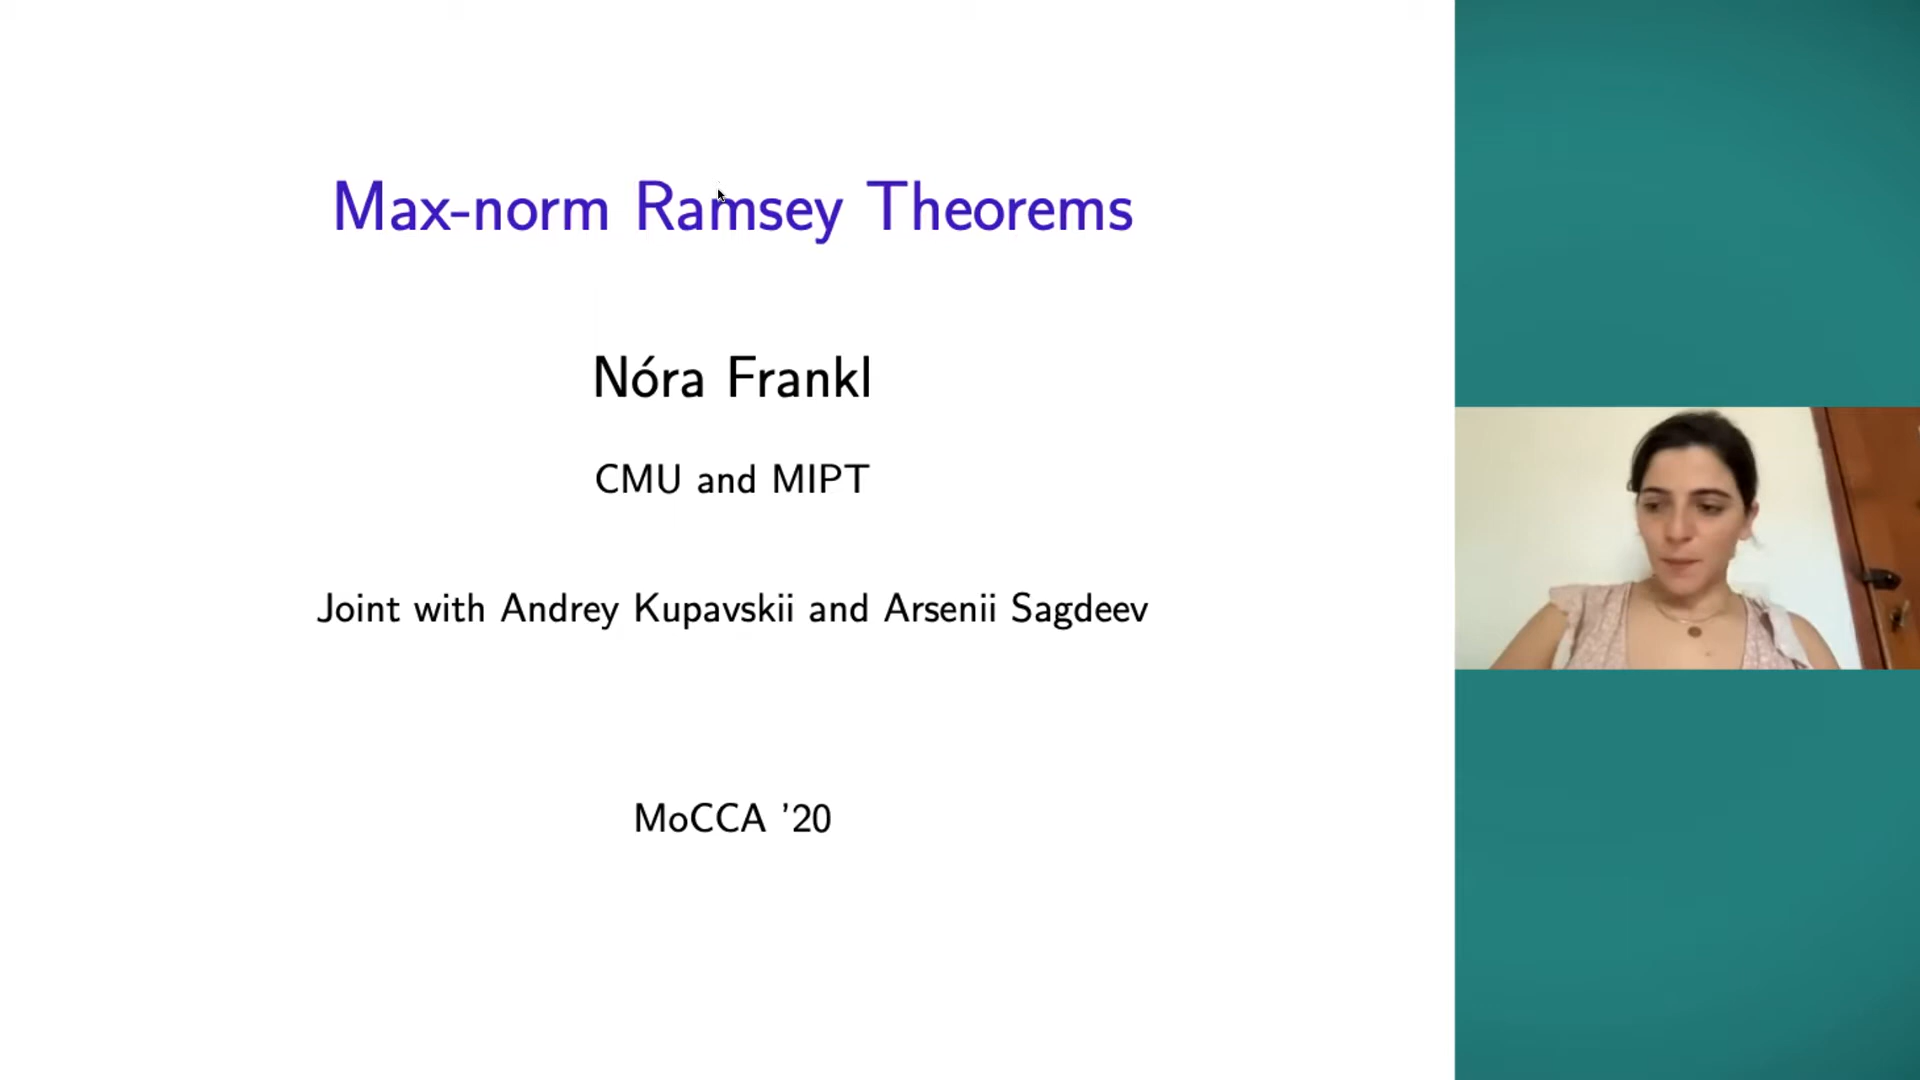 Max-norm Ramsey Theorems
Nóra Frankl
CMU and MIPT
Joint with Andrey Kupavskii and Arsenii Sagdeev
MoCCA ’20